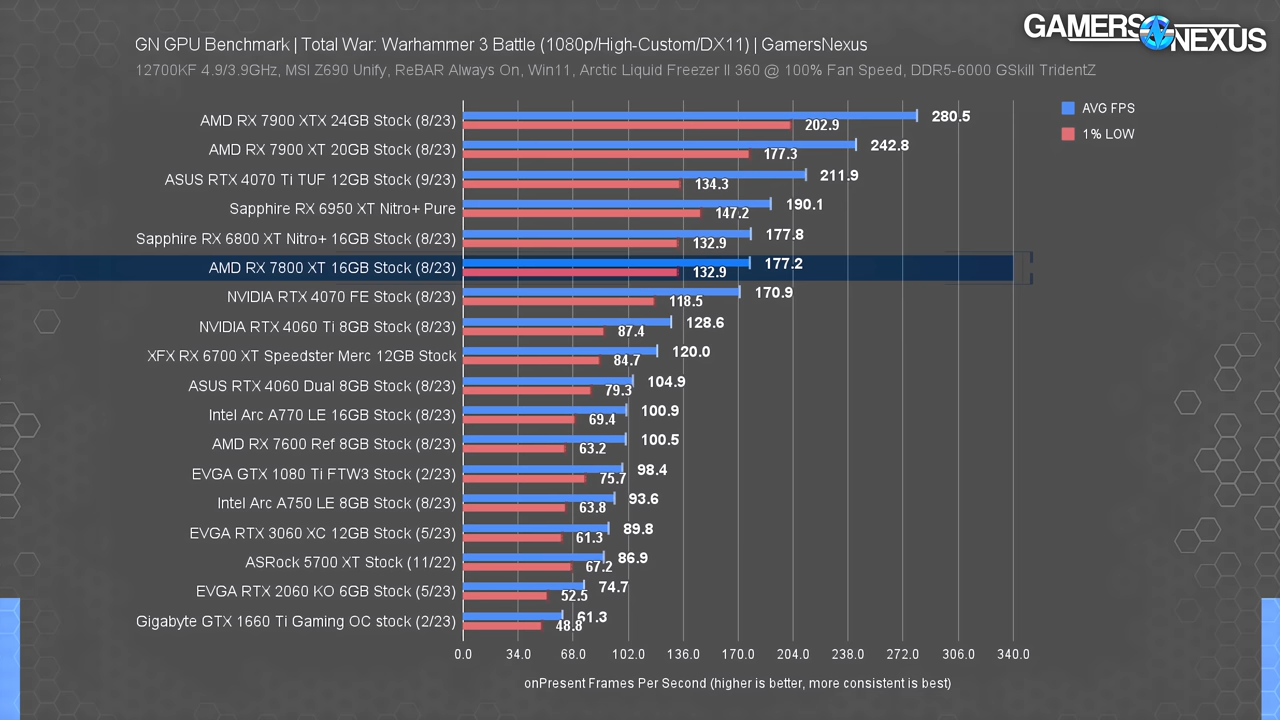 GAMERS NEXUS
GN GPU Benchmark | Total War: Warhammer 3 Battle (1080p/High-Custom/DX11) | GamersNexus
12700KF 4.9/3.9GHz, MSI Z690 Unify, ReBAR Always On, Win11, Arctic Liquid Freezer II 360 @ 100% Fan Speed, DDR5-6000 GSkill TridentZ
AVG FPS
1% LOW
AMD RX 7900 XTX 24GB Stock (8/23) 280.5
202.9
AMD RX 7900 XT 20GB Stock (8/23) 242.8
177.3
ASUS RTX 4070 Ti TUF 12GB Stock (9/23) 211.9
134.3
Sapphire RX 6950 XT Nitro+ Pure 190.1
147.2
Sapphire RX 6800 XT Nitro+ 16GB Stock (8/23) 177.8
132.9
AMD RX 7800 XT 16GB Stock (8/23) 177.2
132.9
NVIDIA RTX 4070 FE Stock (8/23) 170.9
118.5
NVIDIA RTX 4060 Ti 8GB Stock (8/23) 128.6
87.4
XFX RX 6700 XT Speedster Merc 12GB Stock 120.0
84.7
ASUS RTX 4060 Dual 8GB Stock (8/23) 104.9
79.3
Intel Arc A770 LE 16GB Stock (8/23) 100.9
69.4
AMD RX 7600 Ref 8GB Stock (8/23) 100.5
63.2
EVGA GTX 1080 Ti FTW3 Stock (2/23) 98.4
75.7
Intel Arc A750 LE 8GB Stock (8/23) 93.6
63.8
EVGA RTX 3060 XC 12GB Stock (5/23) 89.8
61.3
ASRock 5700 XT Stock (11/22) 86.9
67.2
EVGA RTX 2060 KO 6GB Stock (5/23) 74.7
52.5
Gigabyte GTX 1660 Ti Gaming OC stock (2/23) 61.3
48.8
0.0 34.0 68.0 102.0 136.0 170.0 204.0 238.0 272.0 306.0 340.0
onPresent Frames Per Second (higher is better, more consistent is best)